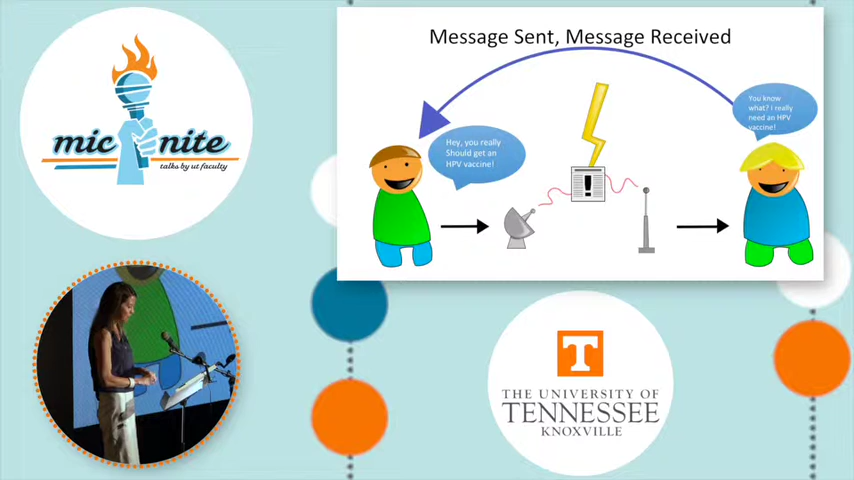 mic nite
talks by ut faculty
Message Sent, Message Received
Hey, you really
Should get an
HPV vaccine!
!
You know
what? I really
need an HPV
vaccine!
T
THE UNIVERSITY OF
TENNESSEE
KNOXVILLE